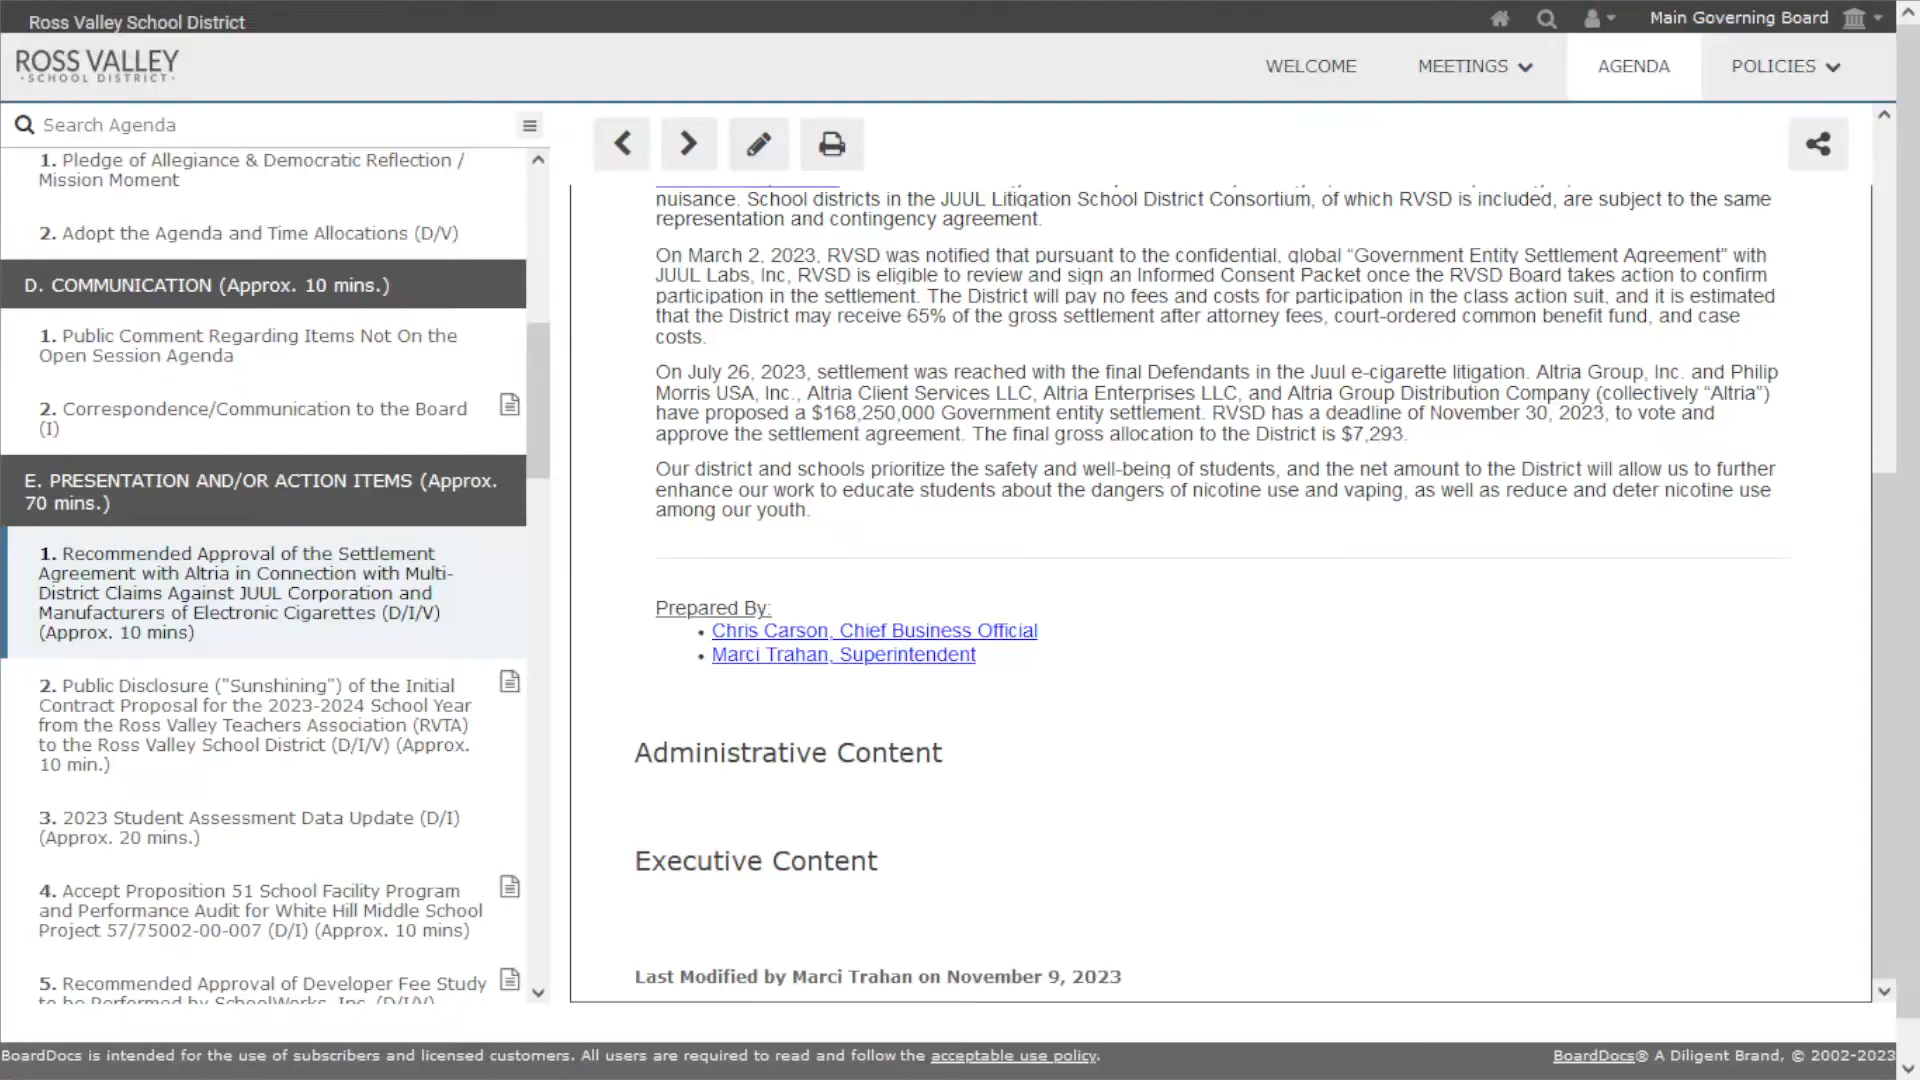 Ross Valley School District
Main Governing Board
ROSS VALLEY
·SCHOOL DISTRICT·
WELCOME
MEETINGS
AGENDA
POLICIES
Search Agenda
1. Pledge of Allegiance & Democratic Reflection /
Mission Moment
2. Adopt the Agenda and Time Allocations (D/V)
D. COMMUNICATION (Approx. 10 mins.)
1. Public Comment Regarding Items Not On the
Open Session Agenda
2. Correspondence/Communication to the Board
(I)
E. PRESENTATION AND/OR ACTION ITEMS (Approx.
70 mins.)
1. Recommended Approval of the Settlement
Agreement with Altria in Connection with Multi-
District Claims Against JUUL Corporation and
Manufacturers of Electronic Cigarettes (D/I/V)
(Approx. 10 mins)
2. Public Disclosure ("Sunshining") of the Initial
Contract Proposal for the 2023-2024 School Year
from the Ross Valley Teachers Association (RVTA)
to the Ross Valley School District (D/I/V) (Approx.
10 min.)
3. 2023 Student Assessment Data Update (D/I)
(Approx. 20 mins.)
4. Accept Proposition 51 School Facility Program
and Performance Audit for White Hill Middle School
Project 57/75002-00-007 (D/I) (Approx. 10 mins)
5. Recommended Approval of Developer Fee Study
to be Performed by SchoolWorks, Inc. (D/I/V)
nuisance. School districts in the JUUL Litigation School District Consortium, of which RVSD is included, are subject to the same
representation and contingency agreement.
On March 2, 2023, RVSD was notified that pursuant to the confidential, global “Government Entity Settlement Agreement” with
JUUL Labs, Inc, RVSD is eligible to review and sign an Informed Consent Packet once the RVSD Board takes action to confirm
participation in the settlement. The District will pay no fees and costs for participation in the class action suit, and it is estimated
that the District may receive 65% of the gross settlement after attorney fees, court-ordered common benefit fund, and case
costs.
On July 26, 2023, settlement was reached with the final Defendants in the Juul e-cigarette litigation. Altria Group, Inc. and Philip
Morris USA, Inc., Altria Client Services LLC, Altria Enterprises LLC, and Altria Group Distribution Company (collectively “Altria”)
have proposed a $168,250,000 Government entity settlement. RVSD has a deadline of November 30, 2023, to vote and
approve the settlement agreement. The final gross allocation to the District is $7,293.
Our district and schools prioritize the safety and well-being of students, and the net amount to the District will allow us to further
enhance our work to educate students about the dangers of nicotine use and vaping, as well as reduce and deter nicotine use
among our youth.
Prepared By:
• Chris Carson, Chief Business Official
• Marci Trahan, Superintendent
Administrative Content
Executive Content
Last Modified by Marci Trahan on November 9, 2023
BoardDocs is intended for the use of subscribers and licensed customers. All users are required to read and follow the acceptable use policy.
BoardDocs® A Diligent Brand, © 2002-2023